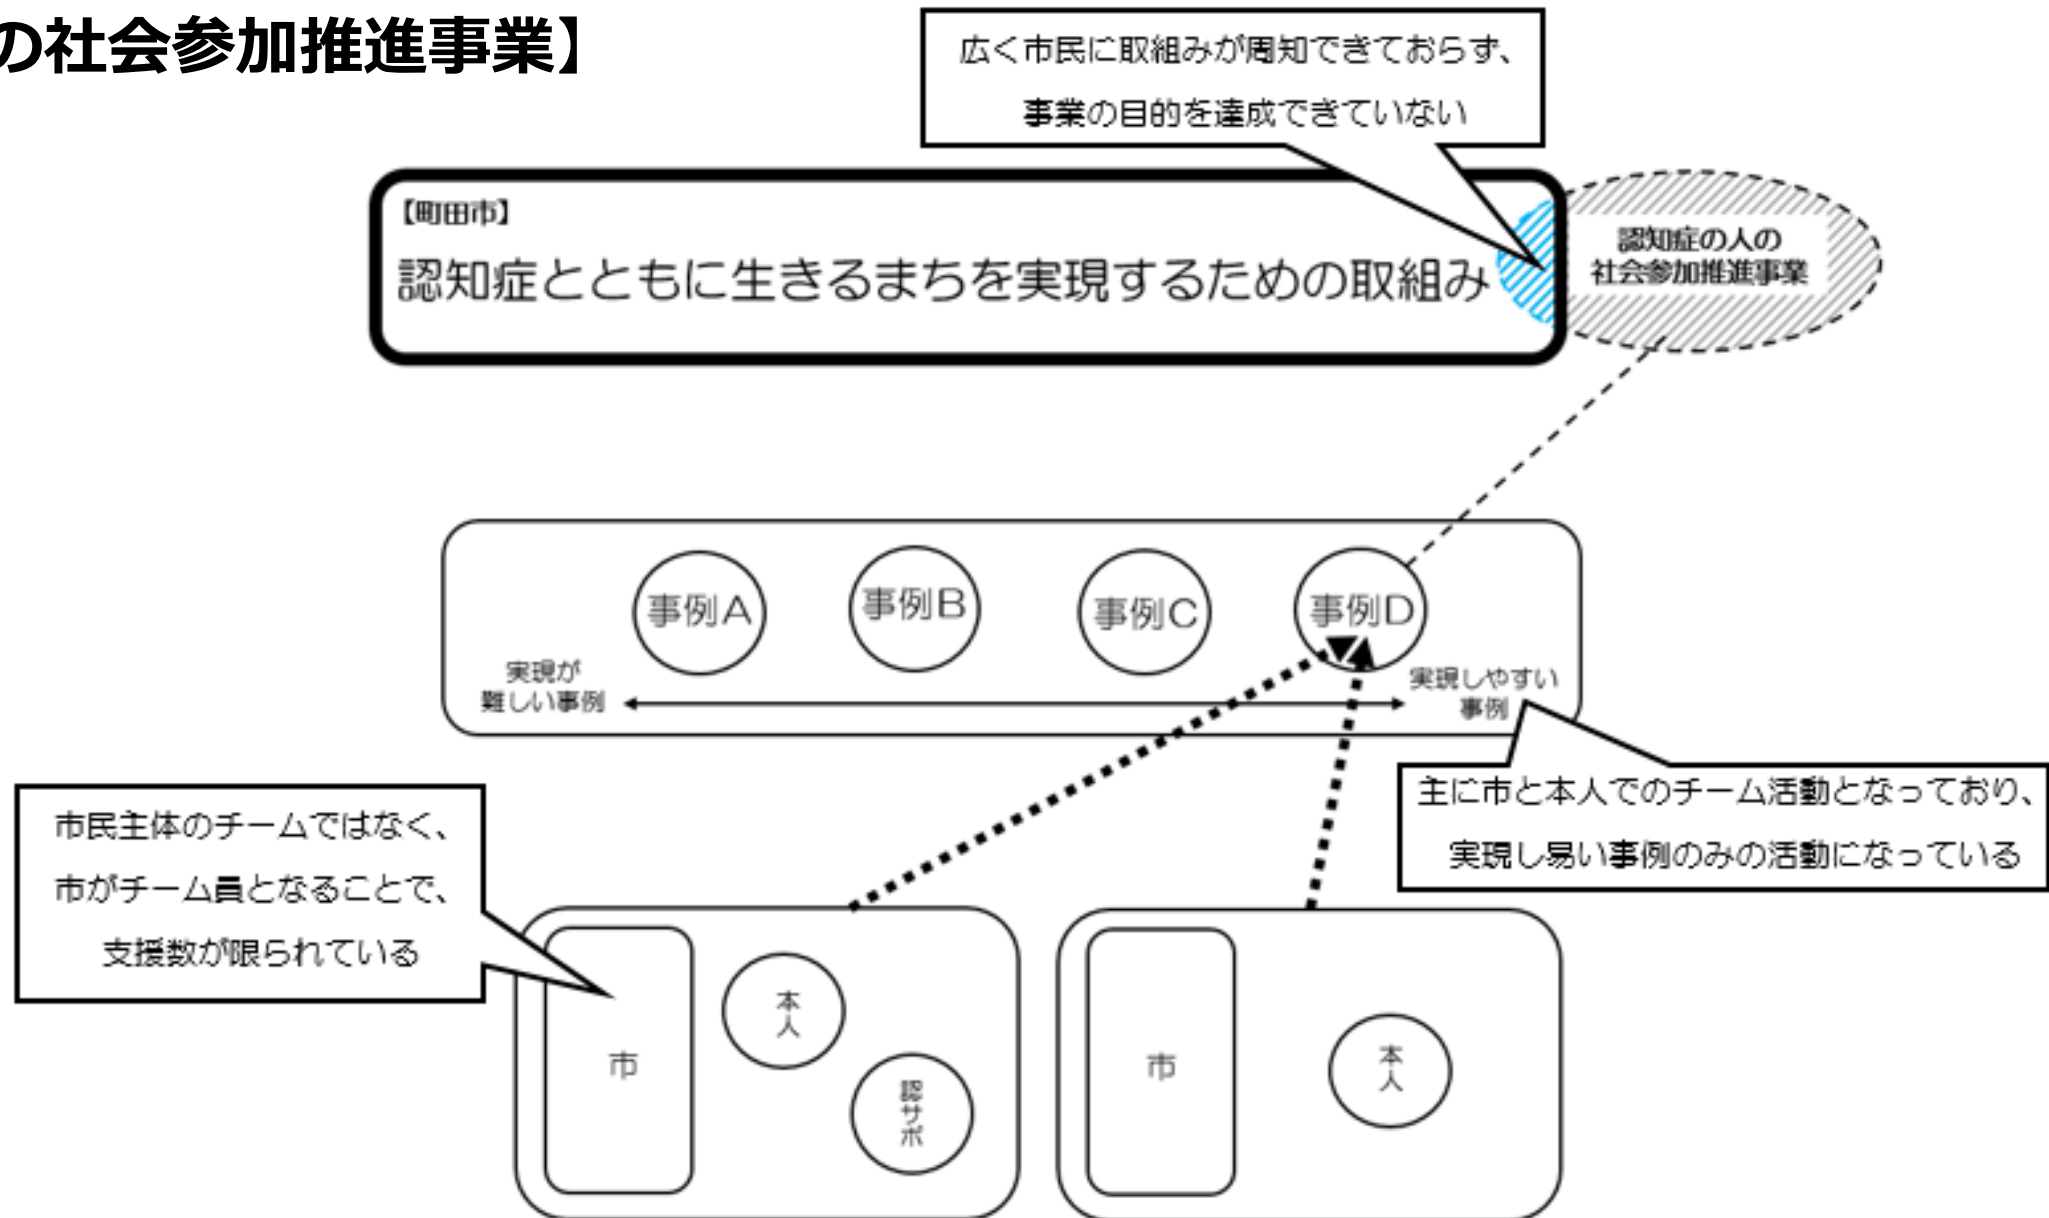 の社会参加推進事業】
広く市民に取組みが周知できておらず、
事業の目的を達成できていない
【町田市】
認知症とともに生きるまちを実現するための取組み
認知症の人の
社会参加推進事業
事例A
事例B
事例C
事例D
実現が
難しい事例
実現しやすい
事例
主に市と本人でのチーム活動となっており、
実現し易い事例のみの活動になっている
市民主体のチームではなく、
市がチーム員となることで、
支援数が限られている
市
本人
認サポ
市
本人